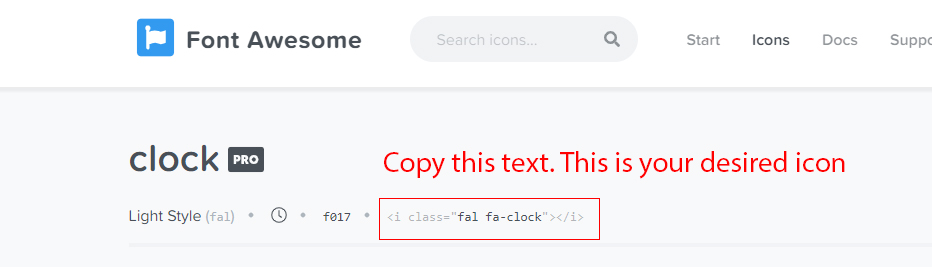 Font Awesome
Search icons...
Start Icons Docs Suppo
clock PRO
Copy this text. This is your desired icon
Light Style (fal) • • f017 • <i class="fal fa-clock"></i>